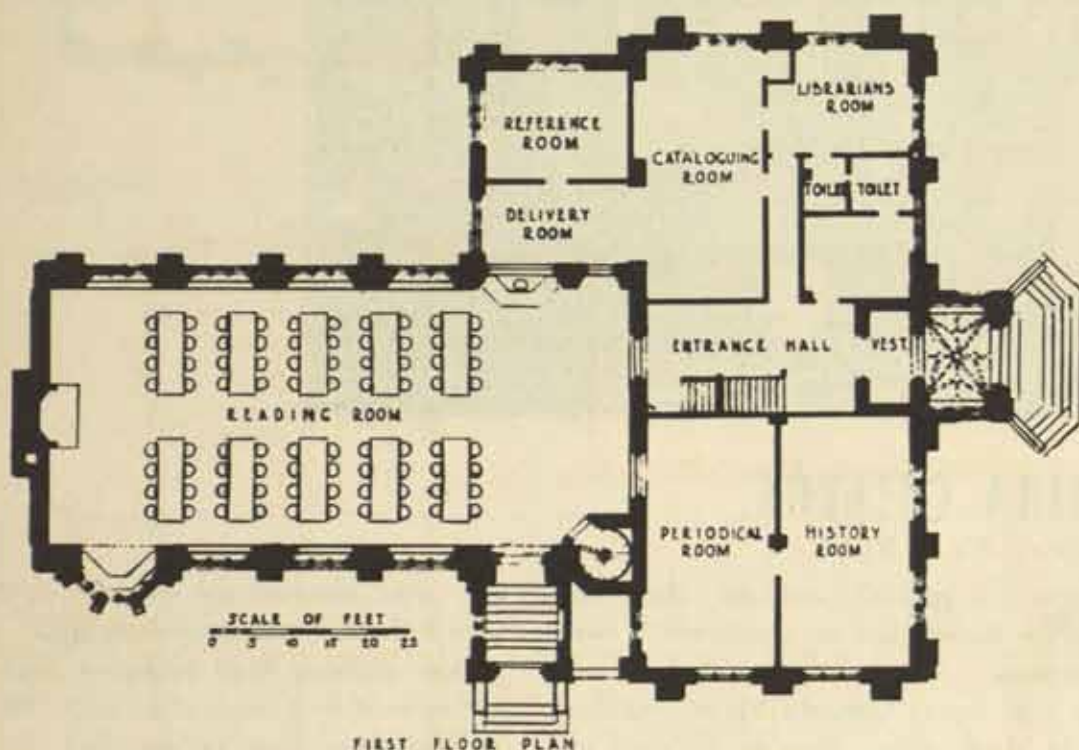 REFERENCE
ROOM
LIBRARIANS
ROOM
CATALOGUING
ROOM
TOILET
TOILET
DELIVERY
ROOM
ENTRANCE HALL
VEST.
READING ROOM
PERIODICAL
ROOM
HISTORY
ROOM
SCALE OF FEET
0 5 10 15 20 25
FIRST FLOOR PLAN